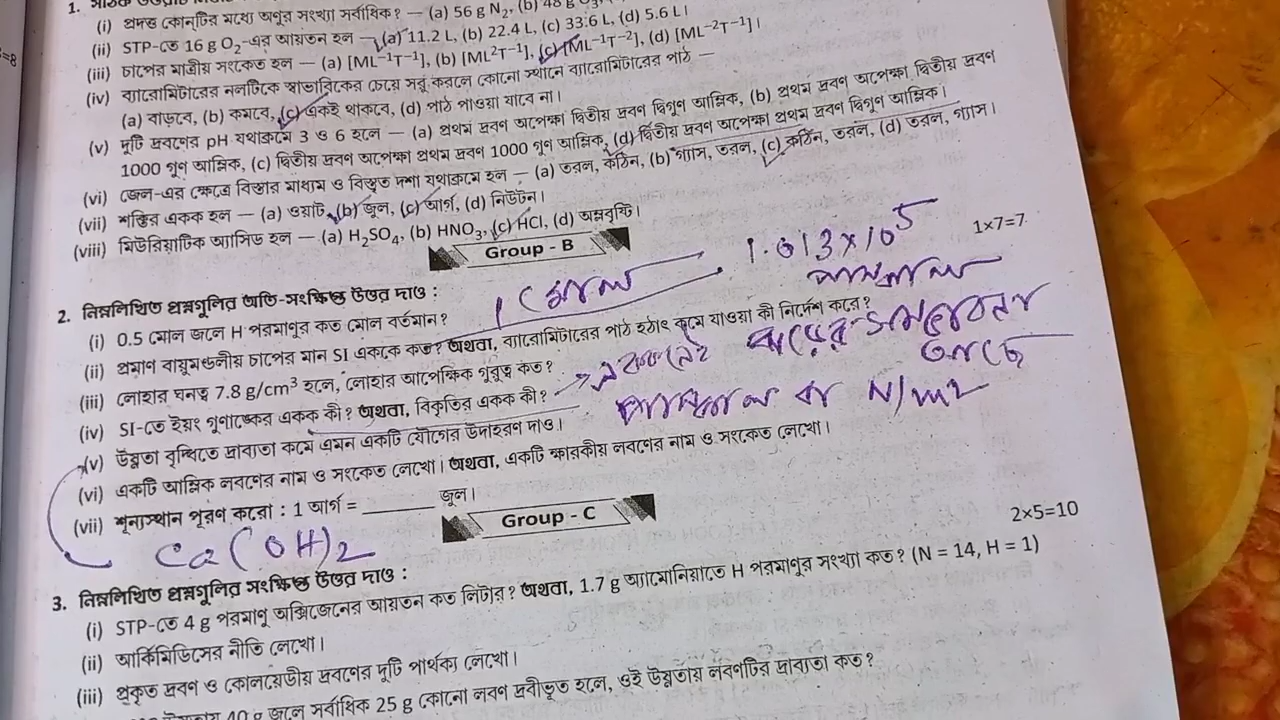 (i) প্রদত্ত কোন্‌টির মধ্যে অণুর সংখ্যা সর্বাধিক? — (a) 56 g N₂, (b) 48 g
(ii) STP-তে 16 g O₂-এর আয়তন হল — (a) 11.2 L, (b) 22.4 L, (c) 33.6 L, (d) 5.6 L।
(iii) চাপের মাত্রীয় সংকেত হল — (a) [ML⁻¹T⁻¹], (b) [ML²T⁻¹], (c) [ML⁻¹T⁻²], (d) [ML⁻²T⁻¹]।
(iv) ব্যারোমিটারের নলটিকে স্বাভাবিকের চেয়ে সরু করলে কোনো স্থানে ব্যারোমিটারের পাঠ —
(a) বাড়বে, (b) কমবে, (c) একই থাকবে, (d) পাঠ পাওয়া যাবে না।
(v) দুটি দ্রবণের pH যথাক্রমে 3 ও 6 হলে — (a) প্রথম দ্রবণ অপেক্ষা দ্বিতীয় দ্রবণ দ্বিগুণ আম্লিক, (b) প্রথম দ্রবণ অপেক্ষা দ্বিতীয় দ্রবণ
1000 গুণ আম্লিক, (c) দ্বিতীয় দ্রবণ অপেক্ষা প্রথম দ্রবণ 1000 গুণ আম্লিক, (d) দ্বিতীয় দ্রবণ অপেক্ষা প্রথম দ্রবণ দ্বিগুণ আম্লিক।
(vi) জেল-এর ক্ষেত্রে বিস্তার মাধ্যম ও বিস্তৃত দশা যথাক্রমে হল — (a) তরল, কঠিন, (b) গ্যাস, তরল, (c) কঠিন, তরল, (d) তরল, গ্যাস।
(vii) শক্তির একক হল — (a) ওয়াট, (b) জুল, (c) আর্গ, (d) নিউটন।
(viii) মিউরিয়াটিক অ্যাসিড হল — (a) H₂SO₄, (b) HNO₃, (c) HCl, (d) অম্লবৃষ্টি।
Group - B
1.013×10⁵
পাসকাল
1×7=7
2. নিম্নলিখিত প্রশ্নগুলির অতি-সংক্ষিপ্ত উত্তর দাও :
1 মোল
(i) 0.5 মোল জলে H পরমাণুর কত মোল বর্তমান?
(ii) প্রমাণ বায়ুমণ্ডলীয় চাপের মান SI এককে কত? অথবা, ব্যারোমিটারের পাঠ হঠাৎ কমে যাওয়া কী নির্দেশ করে?
ঝড়ের সম্ভাবনা
আছে
(iii) লোহার ঘনত্ব 7.8 g/cm³ হলে, লোহার আপেক্ষিক গুরুত্ব কত?
একক নেই
(iv) SI-তে ইয়ং গুণাঙ্কের একক কী? অথবা, বিকৃতির একক কী?
পাসকাল বা N/m²
(v) উষ্ণতা বৃদ্ধিতে দ্রাব্যতা কমে এমন একটি যৌগের উদাহরণ দাও।
(vi) একটি আম্লিক লবণের নাম ও সংকেত লেখো। অথবা, একটি ক্ষারকীয় লবণের নাম ও সংকেত লেখো।
(vii) শূন্যস্থান পূরণ করো : 1 আর্গ = ______ জুল।
Ca(OH)₂
Group - C
2×5=10
3. নিম্নলিখিত প্রশ্নগুলির সংক্ষিপ্ত উত্তর দাও :
(i) STP-তে 4 g পরমাণু অক্সিজেনের আয়তন কত লিটার? অথবা, 1.7 g অ্যামোনিয়াতে H পরমাণুর সংখ্যা কত? (N = 14, H = 1)
(ii) আর্কিমিডিসের নীতি লেখো।
(iii) প্রকৃত দ্রবণ ও কোলয়েডীয় দ্রবণের দুটি পার্থক্য লেখো।
40 g জলে সর্বাধিক 25 g কোনো লবণ দ্রবীভূত হলে, ওই উষ্ণতায় লবণটির দ্রাব্যতা কত?